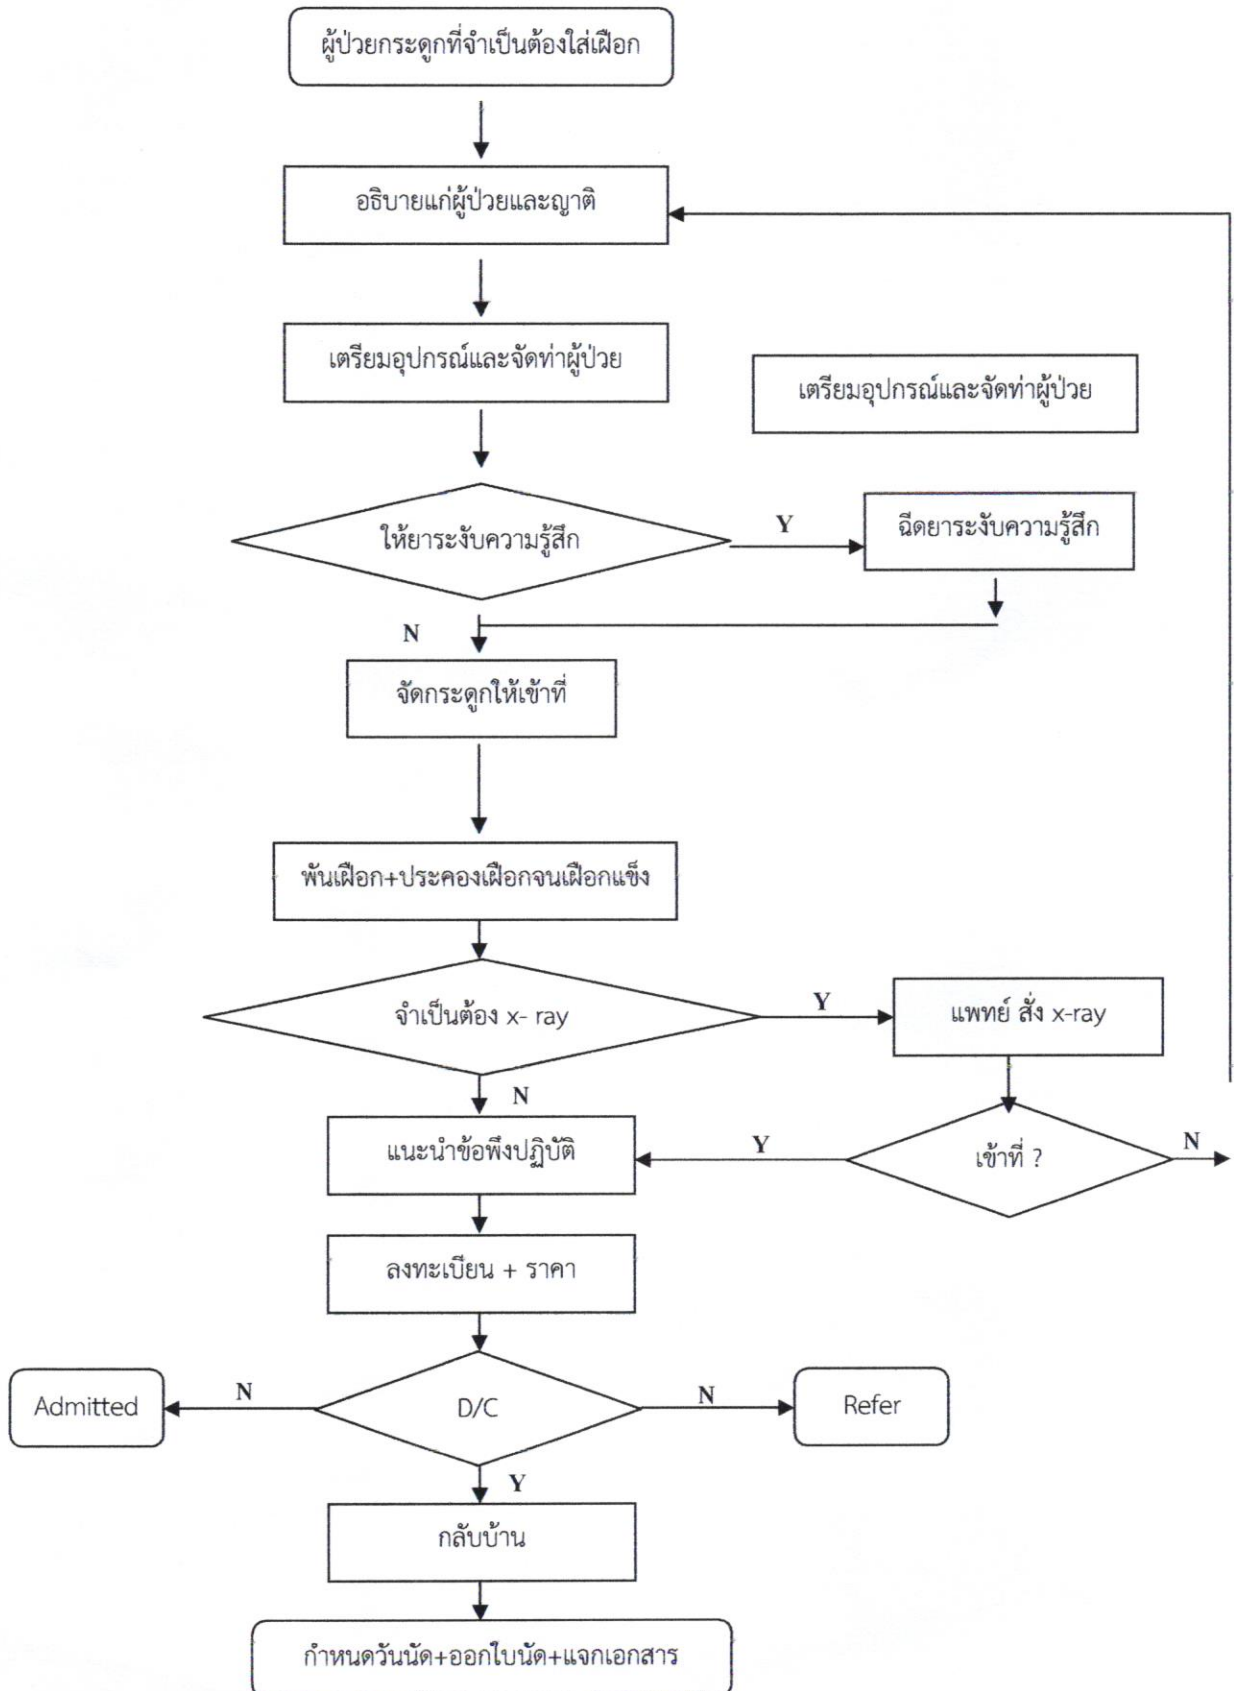 ผู้ป่วยกระดูกที่จำเป็นต้องใส่เฝือก
อธิบายแก่ผู้ป่วยและญาติ
เตรียมอุปกรณ์และจัดท่าผู้ป่วย
เตรียมอุปกรณ์และจัดท่าผู้ป่วย
ให้ยาระงับความรู้สึก
Y
ฉีดยาระงับความรู้สึก
N
จัดกระดูกให้เข้าที่
พันเฝือก+ประคองเฝือกจนเฝือกแข็ง
จำเป็นต้อง x- ray
Y
แพทย์ สั่ง x-ray
N
แนะนำข้อพึงปฏิบัติ
Y
เข้าที่ ?
N
ลงทะเบียน + ราคา
Admitted
N
D/C
N
Refer
Y
กลับบ้าน
กำหนดวันนัด+ออกใบนัด+แจกเอกสาร